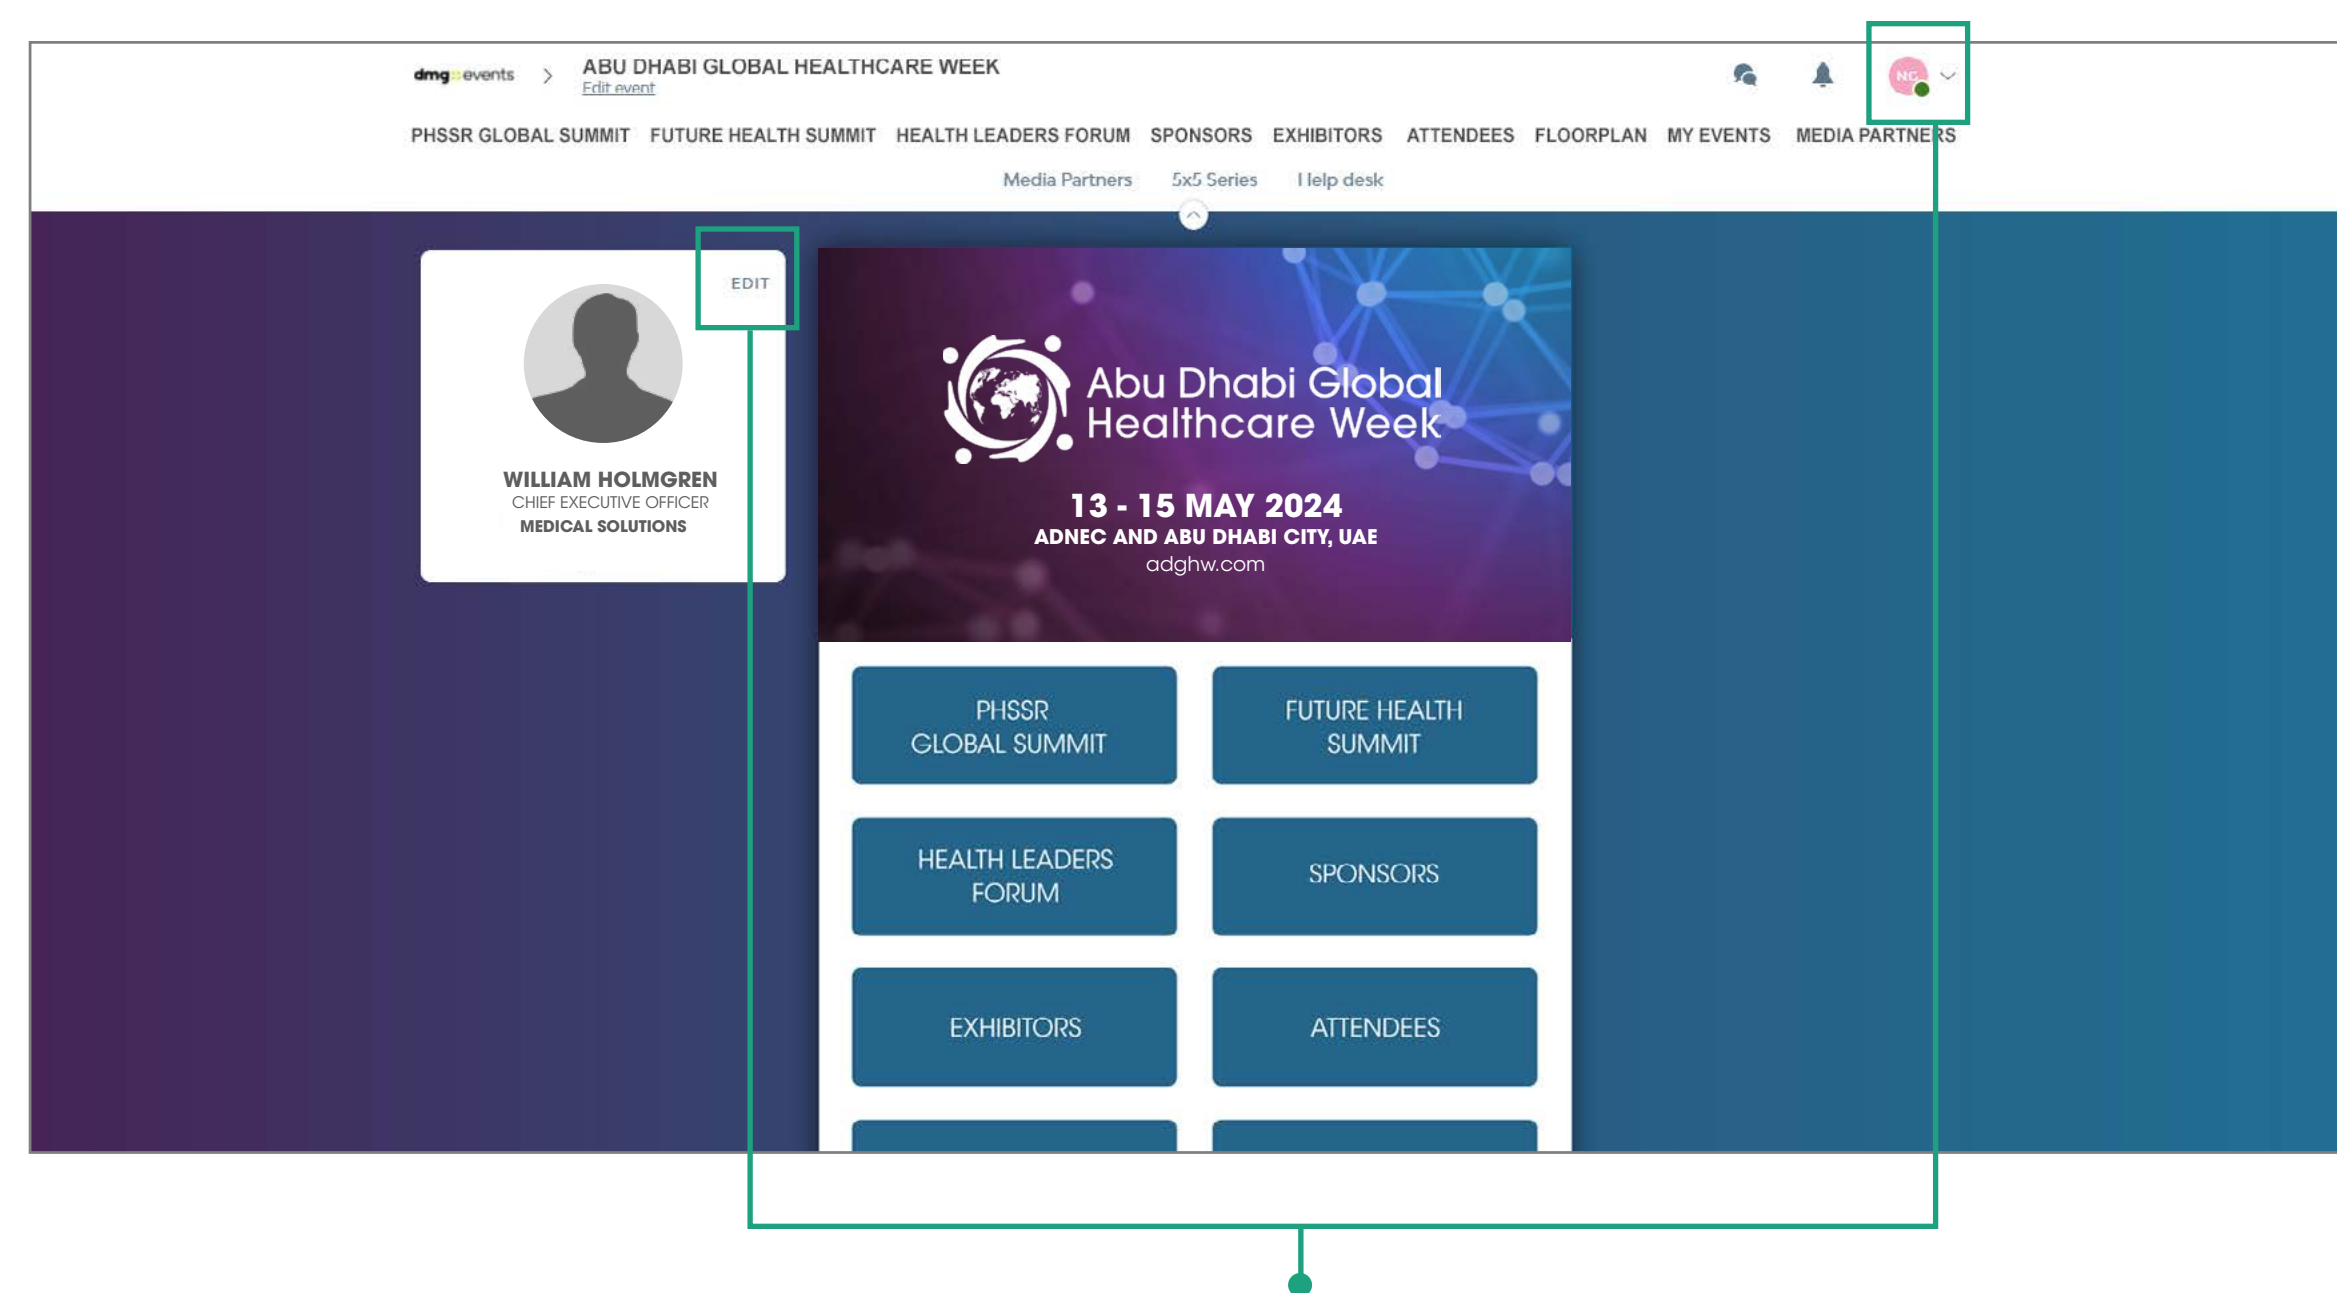 dmg::events > ABU DHABI GLOBAL HEALTHCARE WEEK
Edit event
NG
PHSSR GLOBAL SUMMIT FUTURE HEALTH SUMMIT HEALTH LEADERS FORUM SPONSORS EXHIBITORS ATTENDEES FLOORPLAN MY EVENTS MEDIA PARTNERS
Media Partners 5x5 Series Help desk
EDIT
WILLIAM HOLMGREN
CHIEF EXECUTIVE OFFICER
MEDICAL SOLUTIONS
Abu Dhabi Global
Healthcare Week
13 - 15 MAY 2024
ADNEC AND ABU DHABI CITY, UAE
adghw.com
PHSSR
GLOBAL SUMMIT
FUTURE HEALTH
SUMMIT
HEALTH LEADERS
FORUM
SPONSORS
EXHIBITORS
ATTENDEES